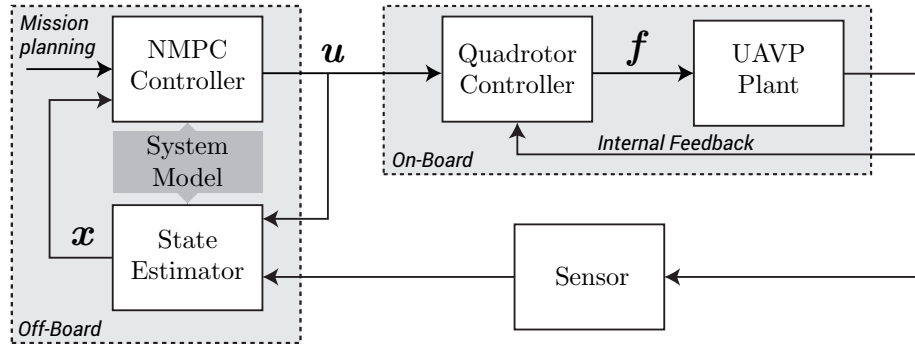 Mission
planning
NMPC
Controller
u
Quadrotor
Controller
f
UAVP
Plant
Internal Feedback
On-Board
System
Model
x
State
Estimator
Sensor
Off-Board